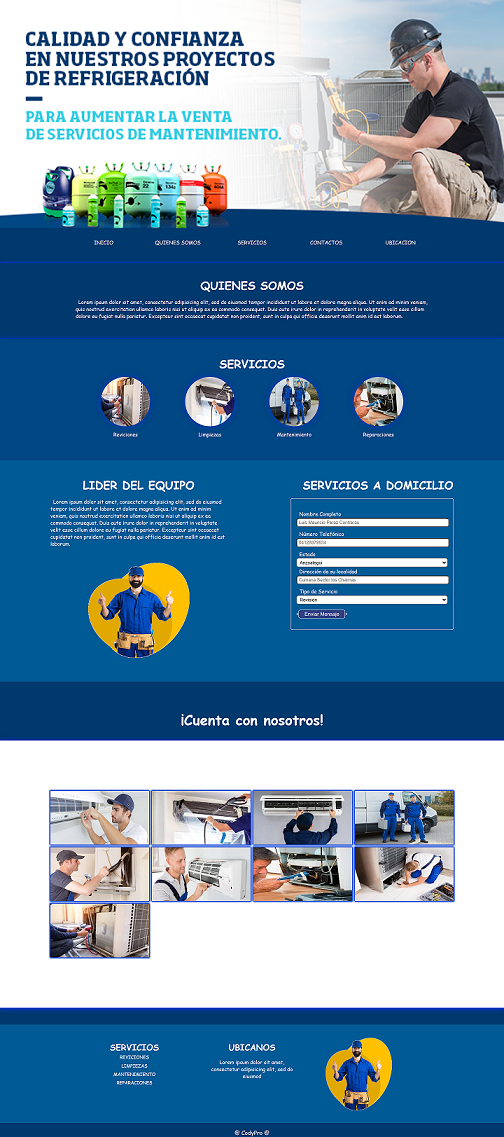 CALIDAD Y CONFIANZA
EN NUESTROS PROYECTOS
DE REFRIGERACIÓN
PARA AUMENTAR LA VENTA
DE SERVICIOS DE MANTENIMIENTO.
22
134a
404A
INICIO
QUIENES SOMOS
SERVICIOS
CONTACTOS
UBICACION
QUIENES SOMOS
Lorem ipsum dolor sit amet, consectetur adipisicing elit, sed do eiusmod tempor incididunt ut labore et dolore magna aliqua. Ut enim ad minim veniam,
quis nostrud exercitation ullamco laboris nisi ut aliquip ex ea commodo consequat. Duis aute irure dolor in reprehenderit in voluptate velit esse cillum
dolore eu fugiat nulla pariatur. Excepteur sint occaecat cupidatat non proident, sunt in culpa qui officia deserunt mollit anim id est laborum.
SERVICIOS
Reviciones
Limpiezas
Mantenimiento
Reparaciones
LIDER DEL EQUIPO
Lorem ipsum dolor sit amet, consectetur adipisicing elit, sed do eiusmod
tempor incididunt ut labore et dolore magna aliqua. Ut enim ad minim
veniam, quis nostrud exercitation ullamco laboris nisi ut aliquip ex ea
commodo consequat. Duis aute irure dolor in reprehenderit in voluptate
velit esse cillum dolore eu fugiat nulla pariatur. Excepteur sint occaecat
cupidatat non proident, sunt in culpa qui officia deserunt mollit anim id est
laborum.
SERVICIOS A DOMICILIO
Nombre Completo
Luis Mauricio Perez Contreras
Número Telefónico
Estado
Anzoategui
Dirección de su localidad
Cumana Sector los Chaimas
Tipo de Servicio
Revisión
Enviar Mensaje
¡Cuenta con nosotros!
SERVICIOS
REVICIONES
LIMPIEZAS
MANTENIMIENTO
REPARACIONES
UBICANOS
Lorem ipsum dolor sit amet,
consectetur adipisicing elit, sed do
eiusmod
® CodyPro ®